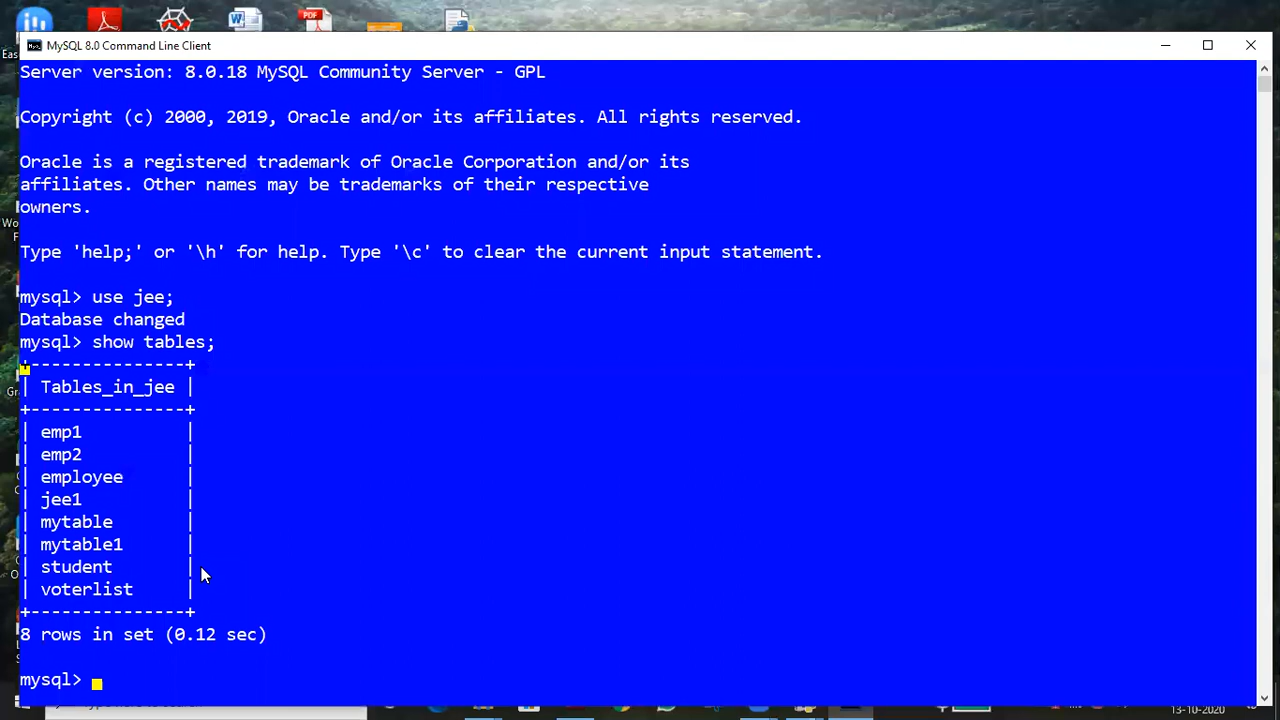 MySQL 8.0 Command Line Client
Server version: 8.0.18 MySQL Community Server - GPL
Copyright (c) 2000, 2019, Oracle and/or its affiliates. All rights reserved.
Oracle is a registered trademark of Oracle Corporation and/or its
affiliates. Other names may be trademarks of their respective
owners.
Type 'help;' or '\h' for help. Type '\c' to clear the current input statement.
mysql> use jee;
Database changed
mysql> show tables;
+---------------+
| Tables_in_jee |
+---------------+
| emp1          |
| emp2          |
| employee      |
| jee1          |
| mytable       |
| mytable1      |
| student       |
| voterlist     |
+---------------+
8 rows in set (0.12 sec)
mysql>
13-10-2020